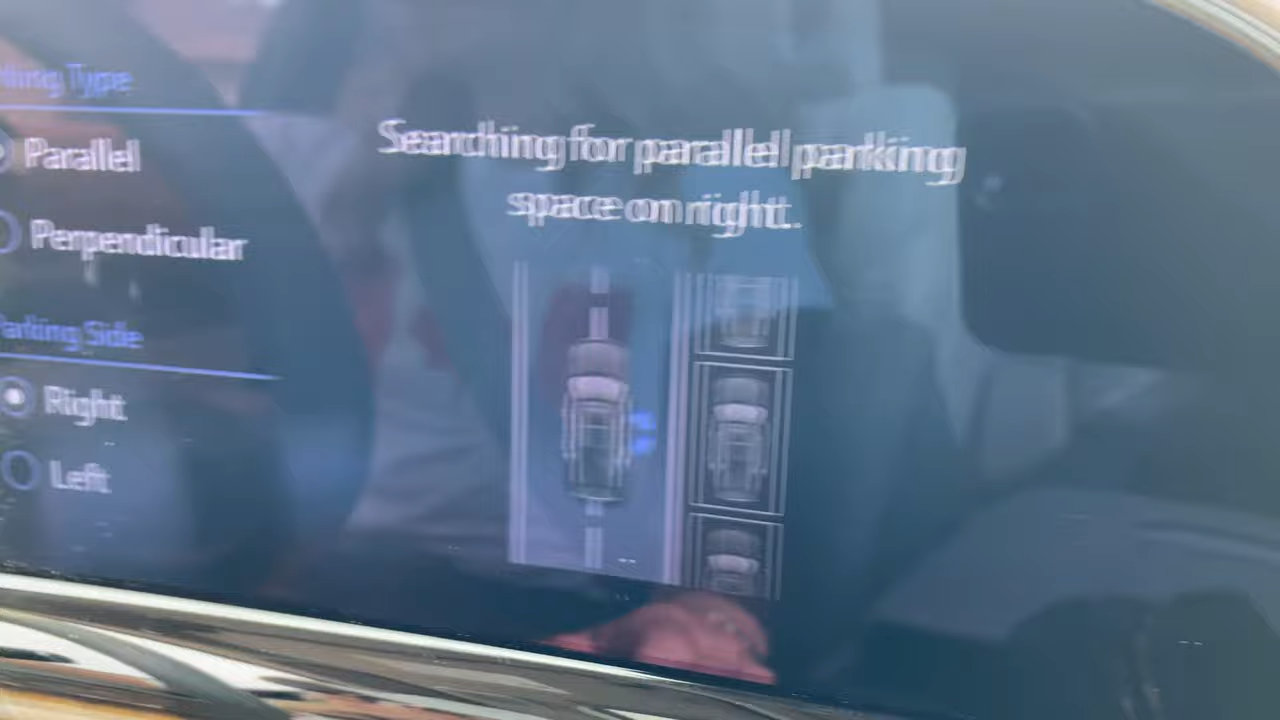 Parking Type
Parallel
Perpendicular
Parking Side
Right
Left
Searching for parallel parking
space on right.